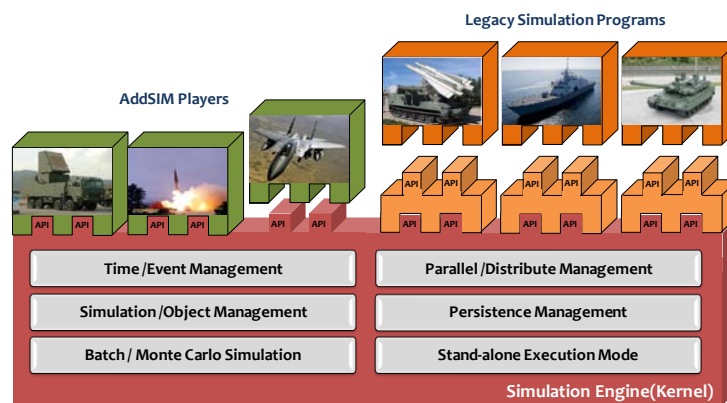 Legacy Simulation Programs
AddSIM Players
API API API API API API
API API API API API API API API API API API API
Time /Event Management
Parallel /Distribute Management
Simulation /Object Management
Persistence Management
Batch / Monte Carlo Simulation
Stand-alone Execution Mode
Simulation Engine(Kernel)